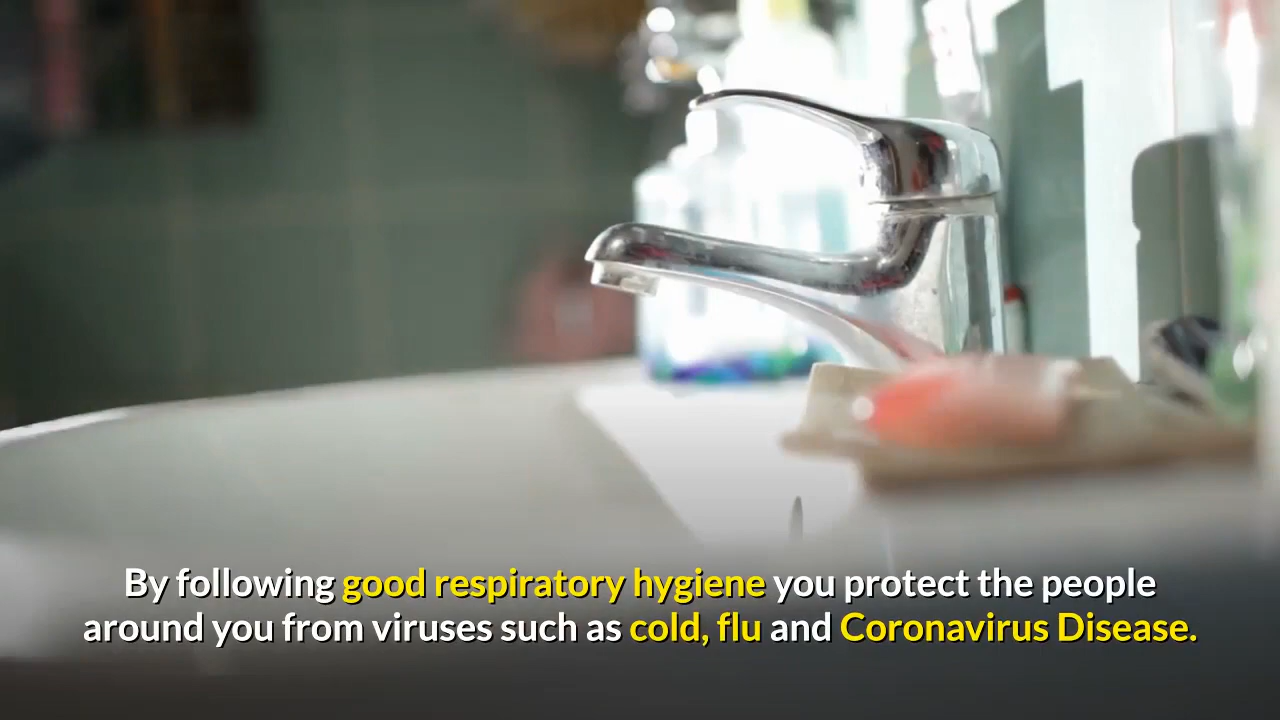 By following good respiratory hygiene you protect the people
around you from viruses such as cold, flu and Coronavirus Disease.